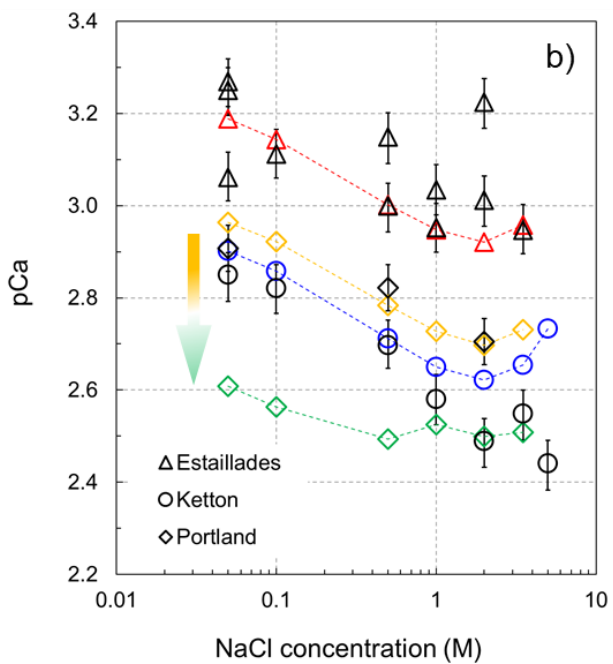 3.4
b)
3.2
3.0
pCa
2.8
2.6
Estaillades
Ketton
2.4
Portland
2.2
0.01
0.1
1
10
NaCl concentration (M)